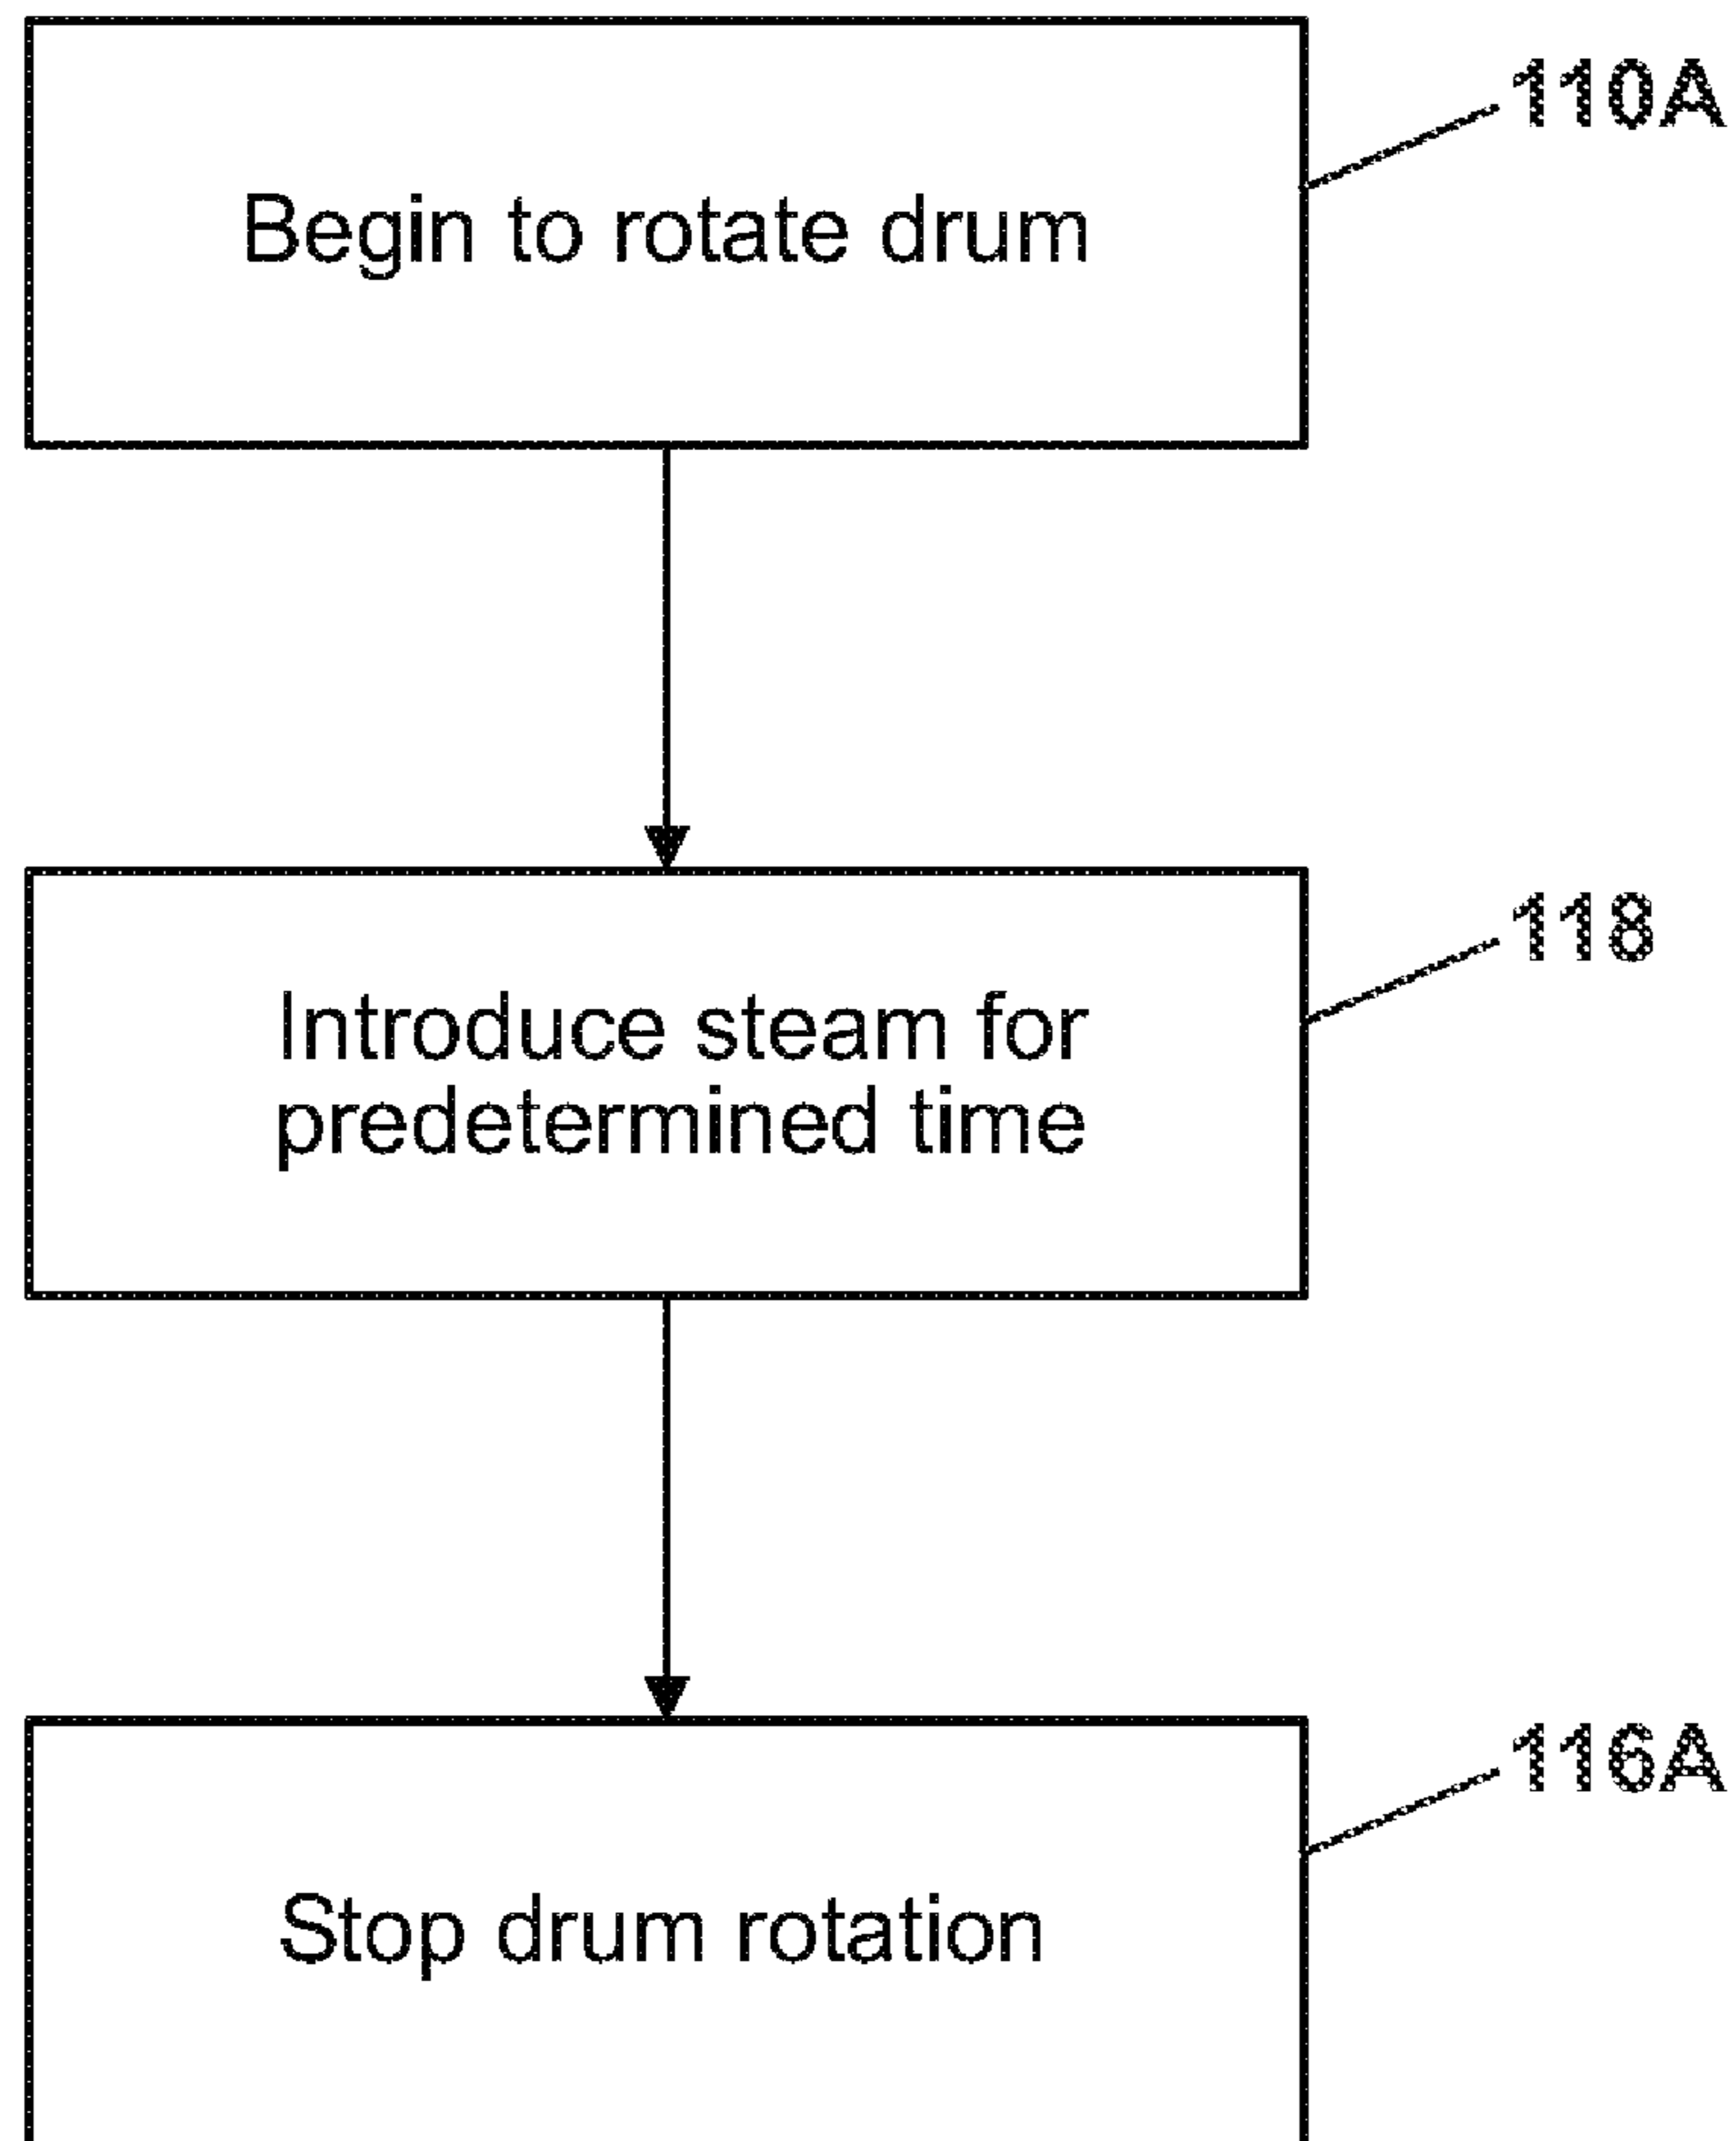 110A
Begin to rotate drum
118
Introduce steam for
predetermined time
116A
Stop drum rotation